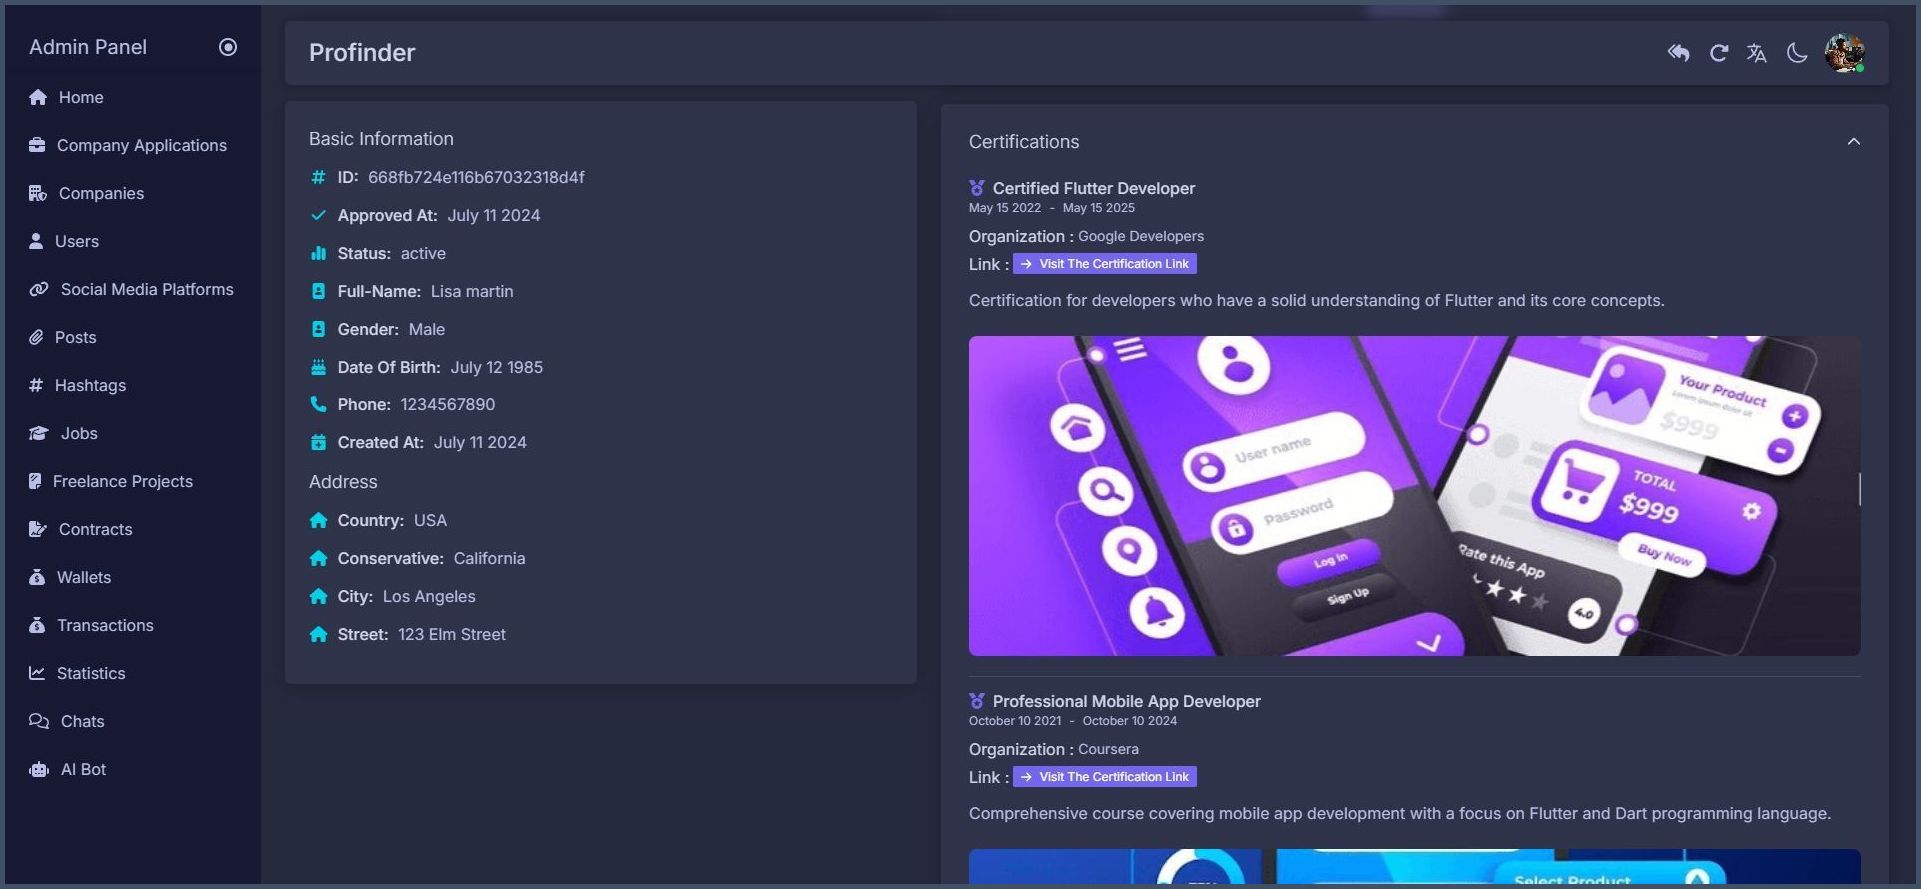 Admin Panel
Home
Company Applications
Companies
Users
Social Media Platforms
Posts
Hashtags
Jobs
Freelance Projects
Contracts
Wallets
Transactions
Statistics
Chats
AI Bot
Profinder
Basic Information
ID: 668fb724e116b67032318d4f
Approved At: July 11 2024
Status: active
Full-Name: Lisa martin
Gender: Male
Date Of Birth: July 12 1985
Phone: 1234567890
Created At: July 11 2024
Address
Country: USA
Conservative: California
City: Los Angeles
Street: 123 Elm Street
Certifications
Certified Flutter Developer
May 15 2022 - May 15 2025
Organization : Google Developers
Link : Visit The Certification Link
Certification for developers who have a solid understanding of Flutter and its core concepts.
User name
Password
Log in
Sign Up
Your Product
Lorem ipsum dolor sit
$999
TOTAL
$999
Buy Now
Rate this App
4.0
Professional Mobile App Developer
October 10 2021 - October 10 2024
Organization : Coursera
Link : Visit The Certification Link
Comprehensive course covering mobile app development with a focus on Flutter and Dart programming language.
Select Product